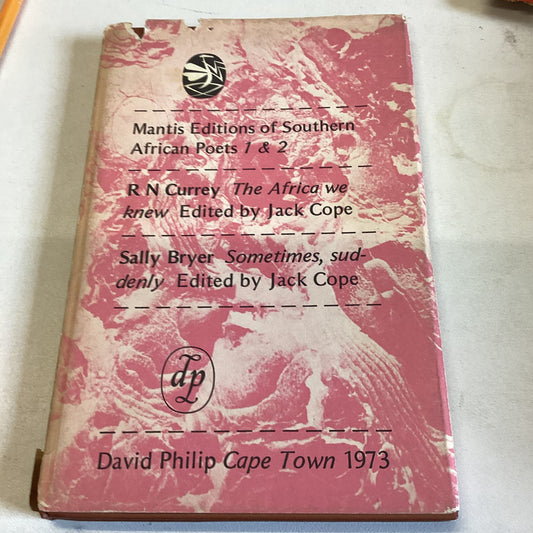 Mantis Editions of Southern
African Poets 1 & 2
R N Currey The Africa we
knew Edited by Jack Cope
Sally Bryer Sometimes, sud-
denly Edited by Jack Cope
dp
David Philip Cape Town 1973